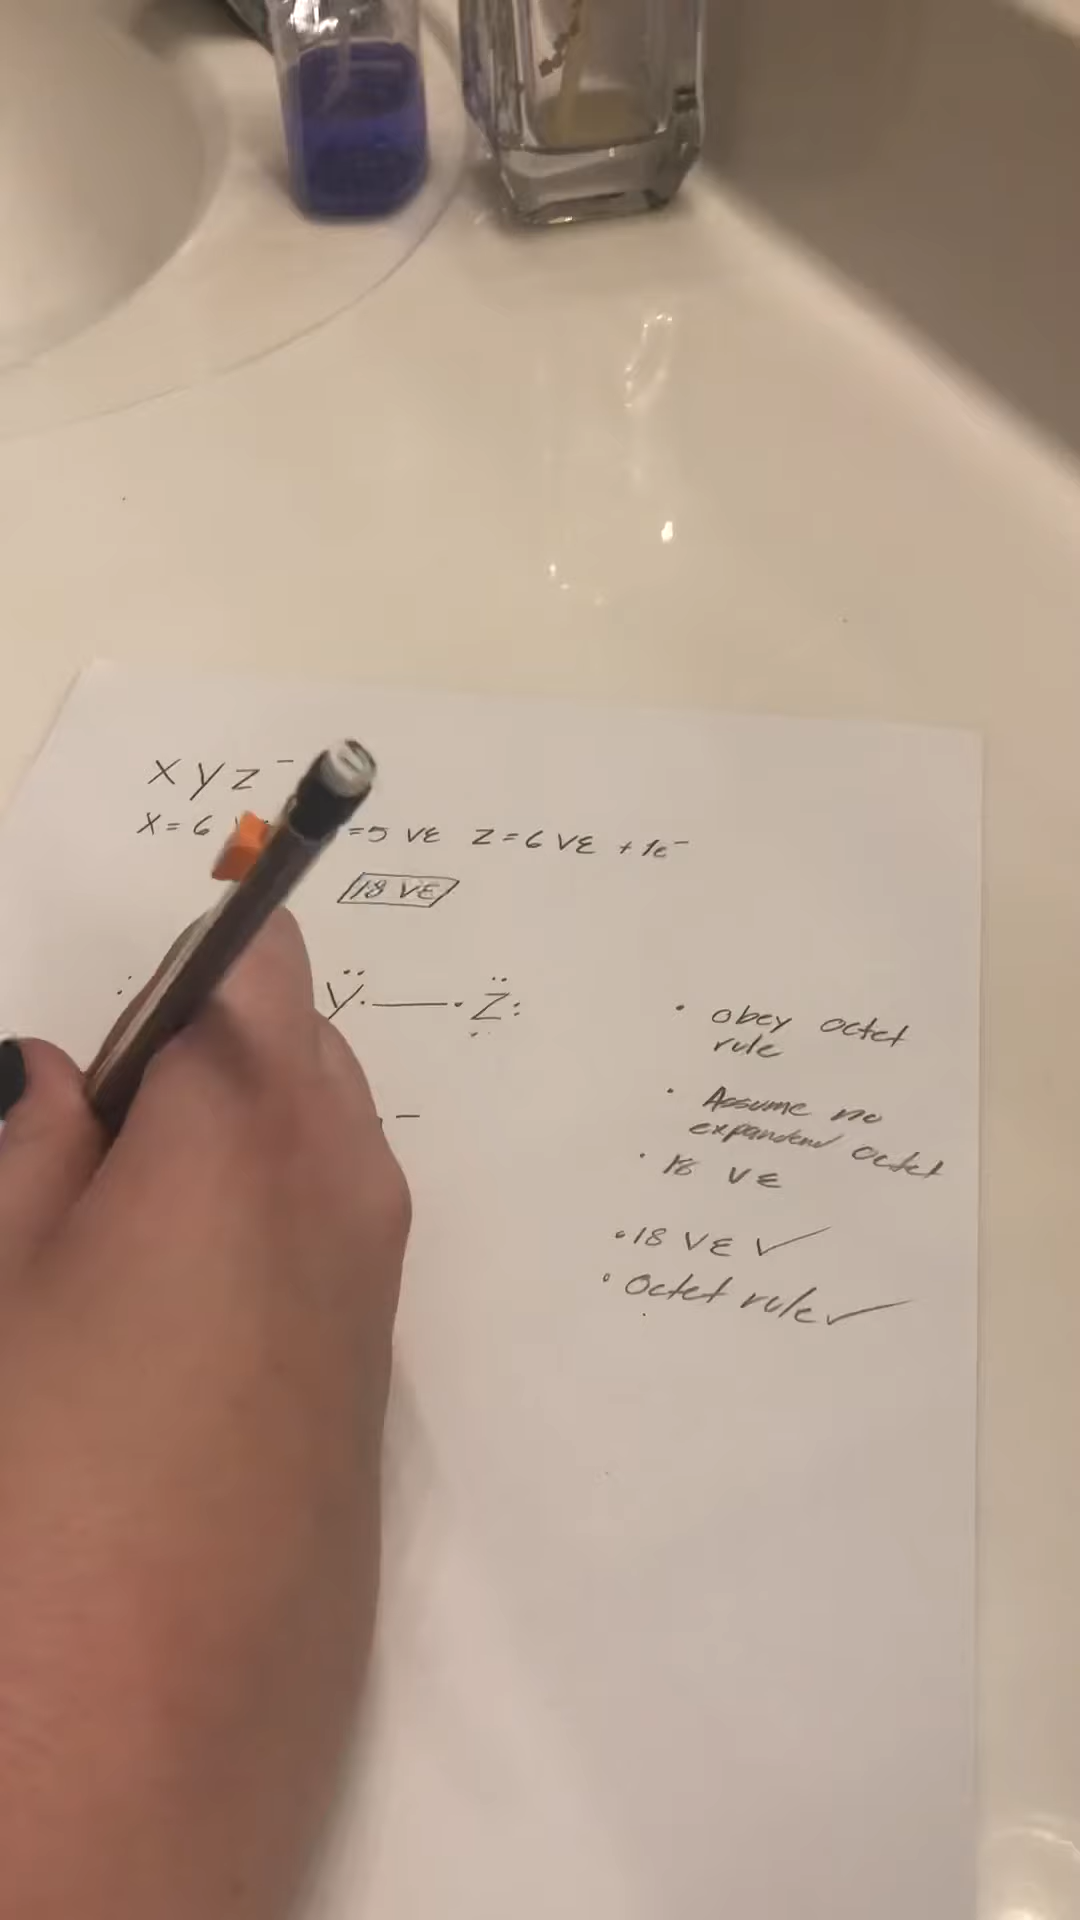 X Y Z ⁻
X = 6 = 5 VE Z = 6 VE + 1e⁻
18 VE
Ÿ · — · Z̈ :
⁻
• obey octet
rule
• Assume no
expanded octet
• 18 VE
• 18 VE ✓
• Octet rule ✓